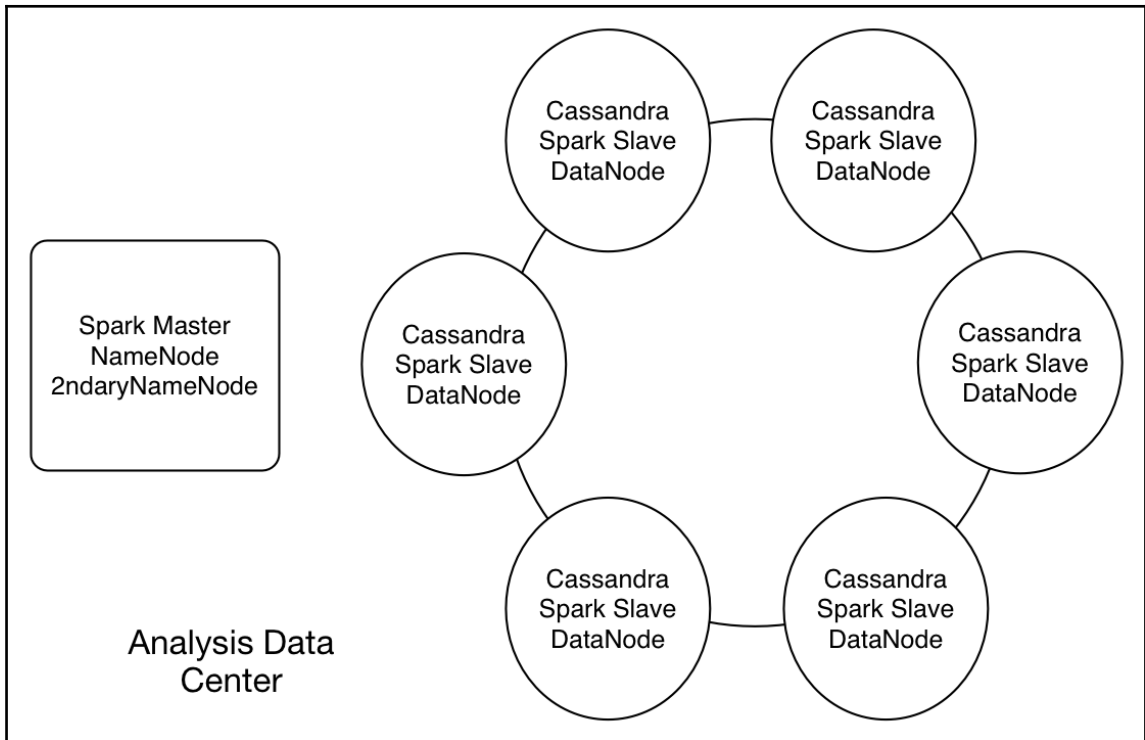 Cassandra
Spark Slave
DataNode
Cassandra
Spark Slave
DataNode
Spark Master
NameNode
2ndaryNameNode
Cassandra
Spark Slave
DataNode
Cassandra
Spark Slave
DataNode
Cassandra
Spark Slave
DataNode
Cassandra
Spark Slave
DataNode
Analysis Data
Center